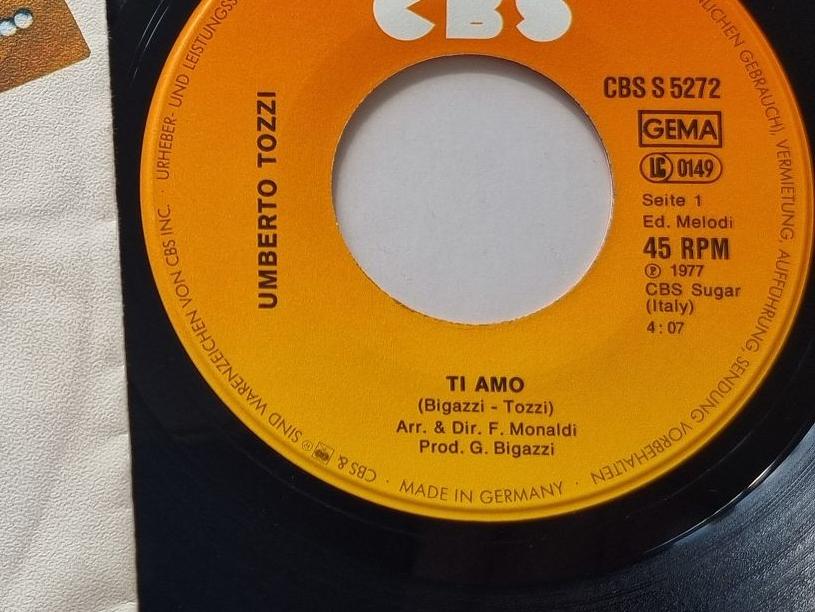 CBS
UMBERTO TOZZI
CBS S 5272
GEMA
LC 0149
Seite 1
Ed. Melodi
45 RPM
℗ 1977
CBS Sugar
(Italy)
4:07
TI AMO
(Bigazzi - Tozzi)
Arr. & Dir. F. Monaldi
Prod. G. Bigazzi
GEBRAUCH), VERMIETUNG, AUFFÜHRUNG, SENDUNG VORBEHALTEN · MADE IN GERMANY · CBS & ® SIND WARENZEICHEN VON CBS INC. · URHEBER- UND